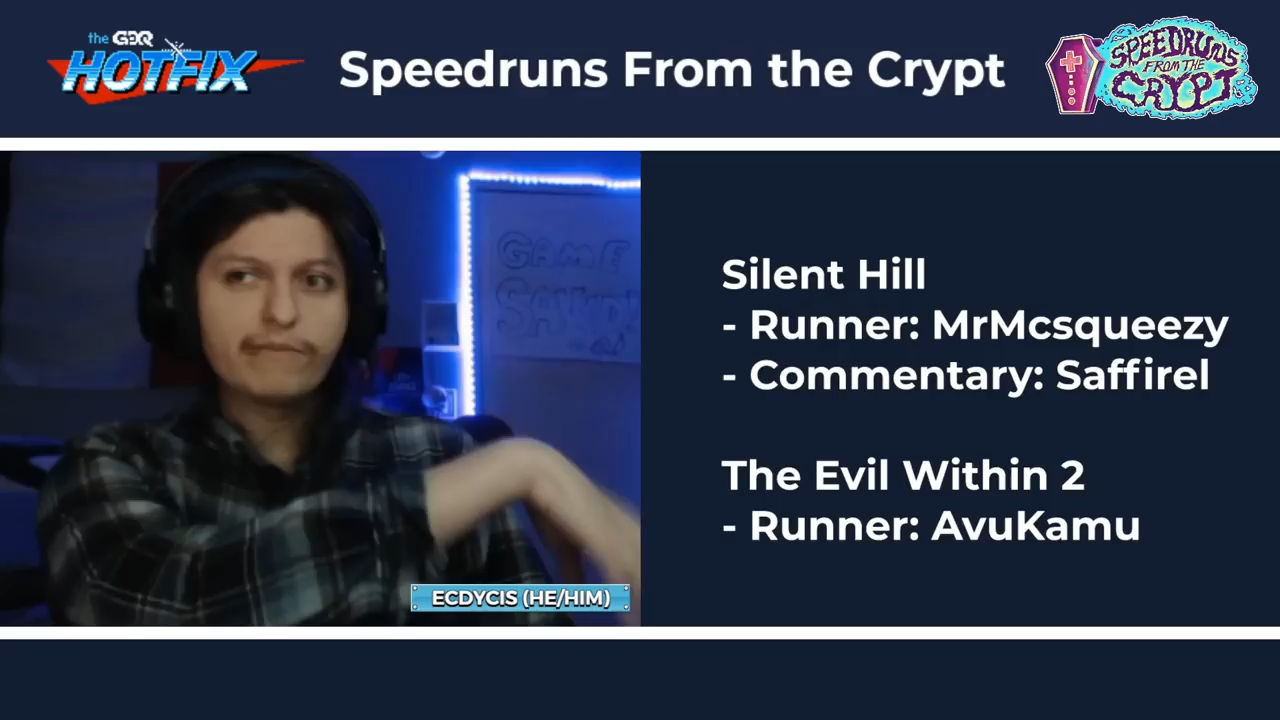 the GDQ
HOTFIX
Speedruns From the Crypt
SPEEDRUNS
FROM THE
CRYPT
GAME
Silent Hill
- Runner: MrMcsqueezy
- Commentary: Saffirel
The Evil Within 2
- Runner: AvuKamu
ECDYCIS (HE/HIM)